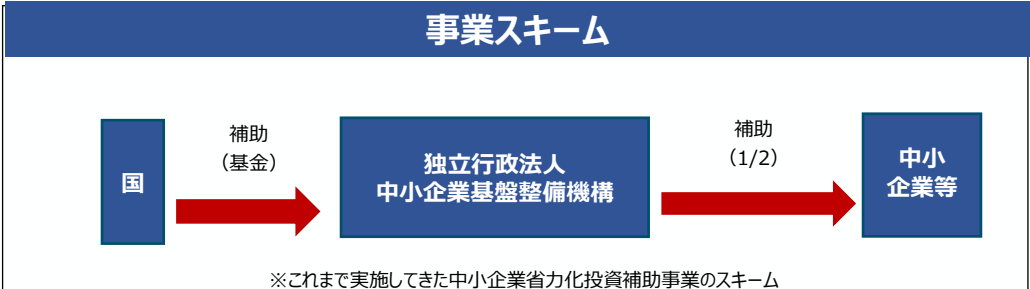 事業スキーム
国
補助
（基金）
独立行政法人
中小企業基盤整備機構
補助
（1/2）
中小
企業等
※これまで実施してきた中小企業省力化投資補助事業のスキーム